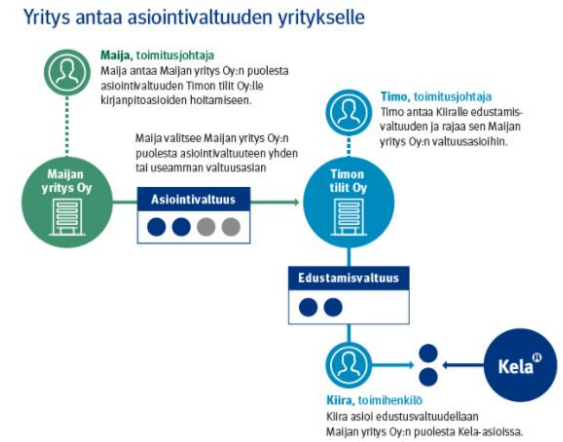 Yritys antaa asiointivaltuuden yritykselle
Maija, toimitusjohtaja
Maija antaa Maijan yritys Oy:n puolesta
asiointivaltuuden Timon tilit Oy:lle
kirjanpitoasioiden hoitamiseen.
Timo, toimitusjohtaja
Timo antaa Kiiralle edustamis-
valtuuden ja rajaa sen Maijan
yritys Oy:n valtuusasioihin.
Maija valitsee Maijan yritys Oy:n
puolesta asiointivaltuuteen yhden
tai useamman valtuusasian
Maijan
yritys Oy
Asiointivaltuus
Timon
tilit Oy
Edustamisvaltuus
Kela
Kiira, toimihenkilö
Kiira asioi edustusvaltuudellaan
Maijan yritys Oy:n puolesta Kela-asioissa.